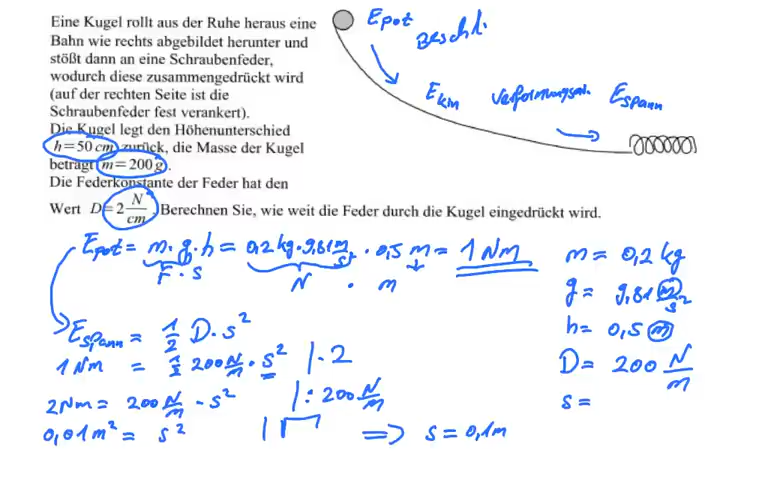 Eine Kugel rollt aus der Ruhe heraus eine
Bahn wie rechts abgebildet herunter und
stößt dann an eine Schraubenfeder,
wodurch diese zusammengedrückt wird
(auf der rechten Seite ist die
Schraubenfeder fest verankert).
Die Kugel legt den Höhenunterschied
h=50 cm zurück, die Masse der Kugel
beträgt m=200 g.
Die Federkonstante der Feder hat den
Wert D=2 N/cm. Berechnen Sie, wie weit die Feder durch die Kugel eingedrückt wird.
Epot
Beschl.
Ekin Verformungsa. Espann
Epot = m·g·h = 0,2 kg · 9,81 m/s² · 0,5 m = 1 Nm
F · s N · m
Espann = 1/2 D · s²
1 Nm = 1/2 200 N/m · s² | · 2
2 Nm = 200 N/m · s² | : 200 N/m
0,01 m² = s² | √ => s = 0,1 m
m = 0,2 kg
g = 9,81 m/s²
h = 0,5 m
D = 200 N/m
s =